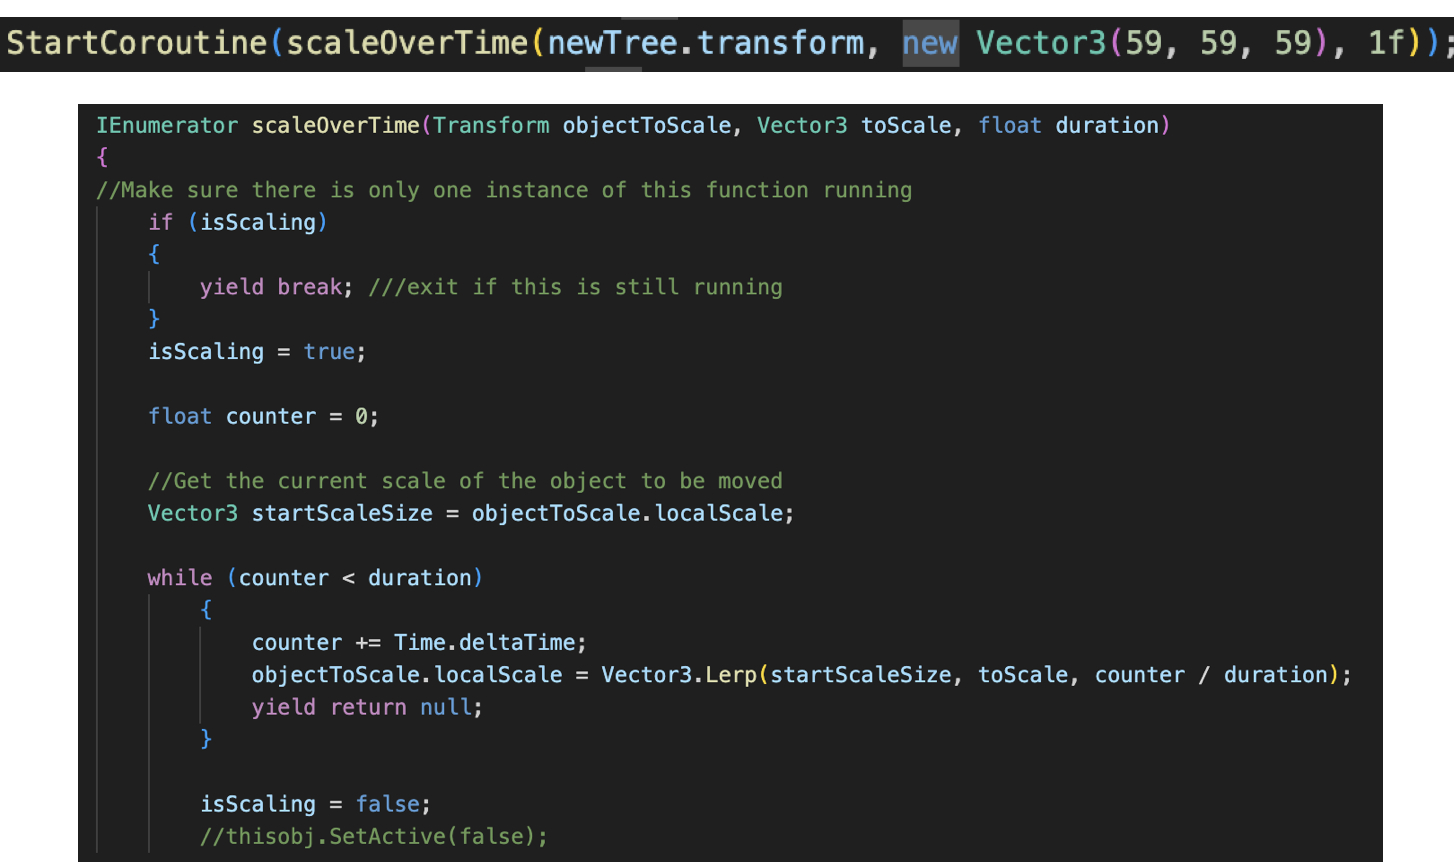 StartCoroutine(scaleOverTime(newTree.transform, new Vector3(59, 59, 59), 1f));
IEnumerator scaleOverTime(Transform objectToScale, Vector3 toScale, float duration)
{
//Make sure there is only one instance of this function running
if (isScaling)
{
yield break; ///exit if this is still running
}
isScaling = true;
float counter = 0;
//Get the current scale of the object to be moved
Vector3 startScaleSize = objectToScale.localScale;
while (counter < duration)
{
counter += Time.deltaTime;
objectToScale.localScale = Vector3.Lerp(startScaleSize, toScale, counter / duration);
yield return null;
}
isScaling = false;
//thisobj.SetActive(false);